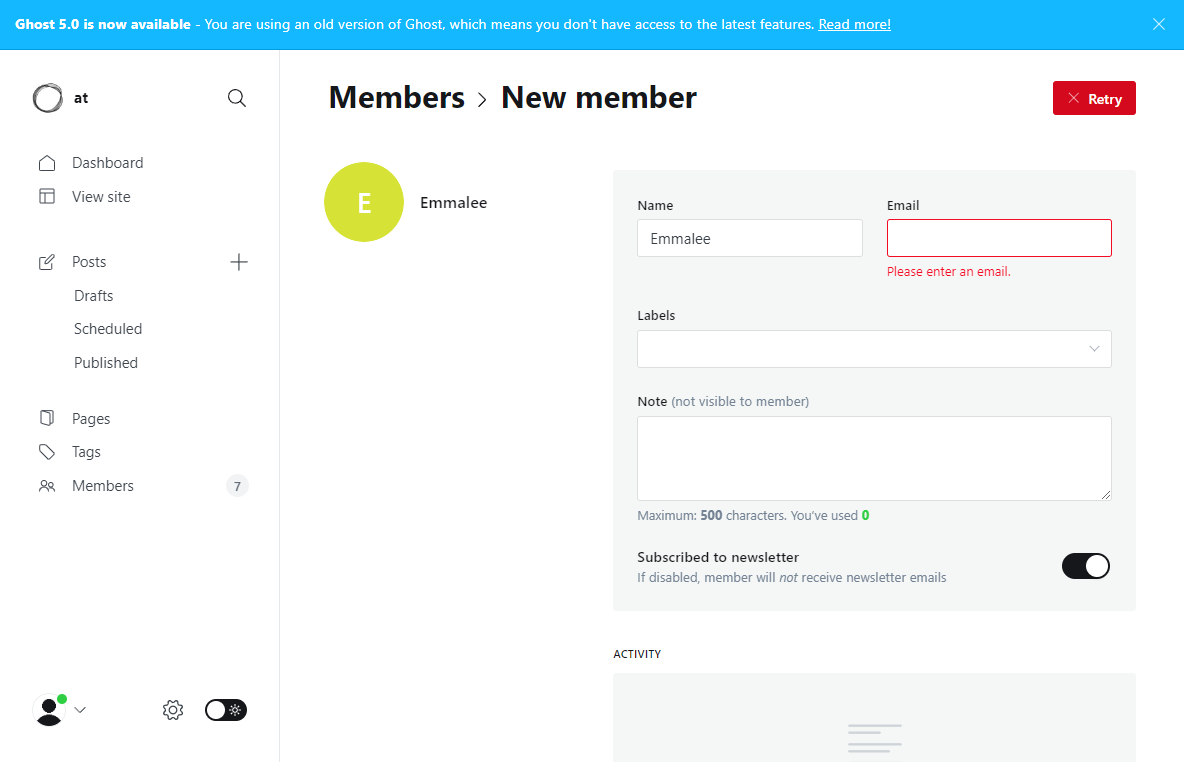 Ghost 5.0 is now available - You are using an old version of Ghost, which means you don't have access to the latest features. Read more!
at
Members > New member
Retry
Dashboard
View site
E
Emmalee
Name
Email
Emmalee
Please enter an email.
Posts
Drafts
Scheduled
Published
Labels
Note (not visible to member)
Pages
Tags
Members 7
Maximum: 500 characters. You've used 0
Subscribed to newsletter
If disabled, member will not receive newsletter emails
ACTIVITY